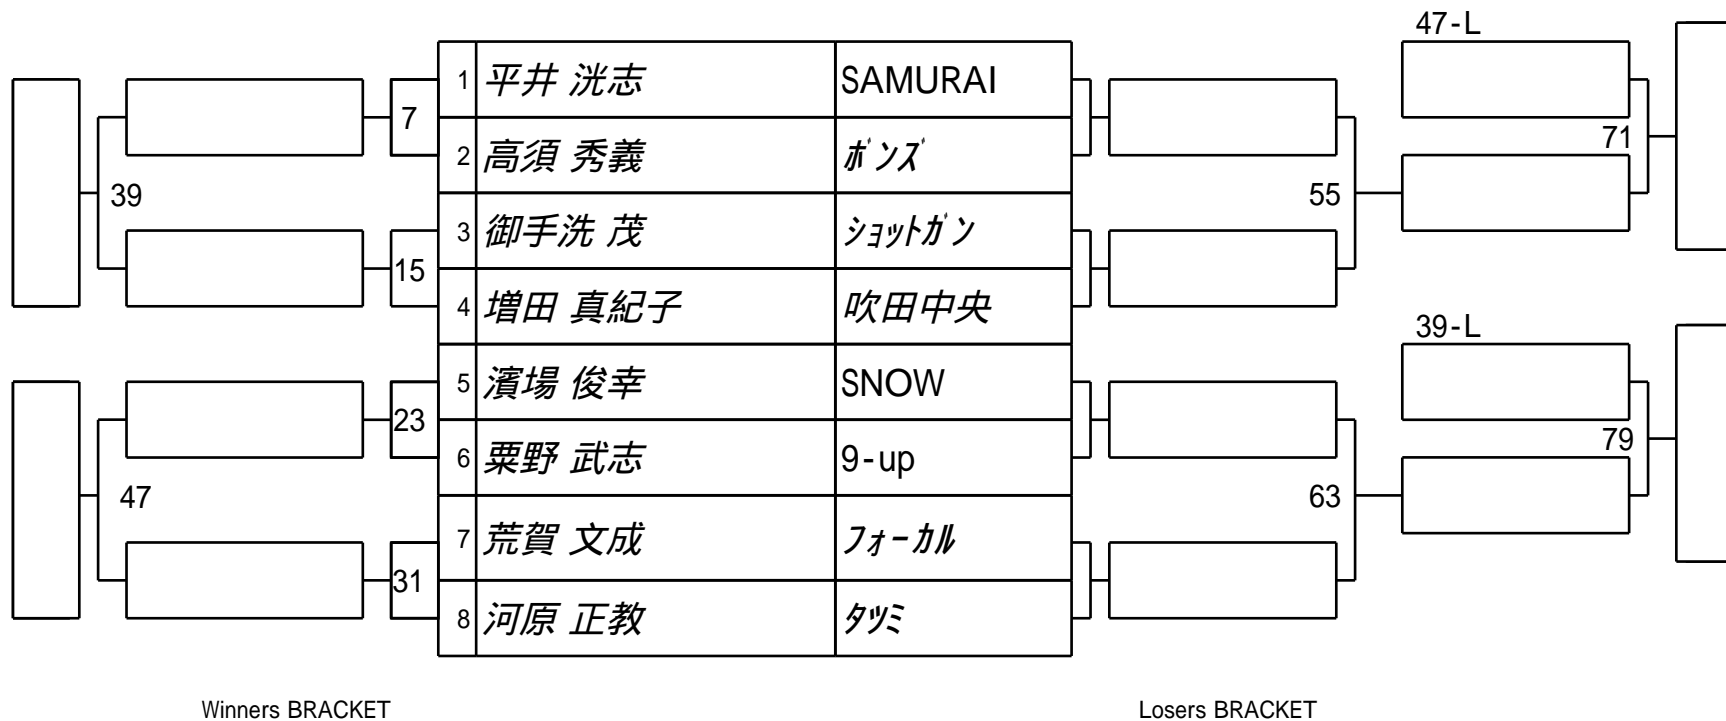 47-L
1 平井 洸志 SAMURAI
7
71
2 高須 秀義 ボンズ
39
55
3 御手洗 茂 ショットガン
15
4 増田 真紀子 吹田中央
39-L
5 濱場 俊幸 SNOW
23
79
6 粟野 武志 9-up
47
63
7 荒賀 文成 フォーカル
31
8 河原 正教 タツミ
Winners BRACKET
Losers BRACKET